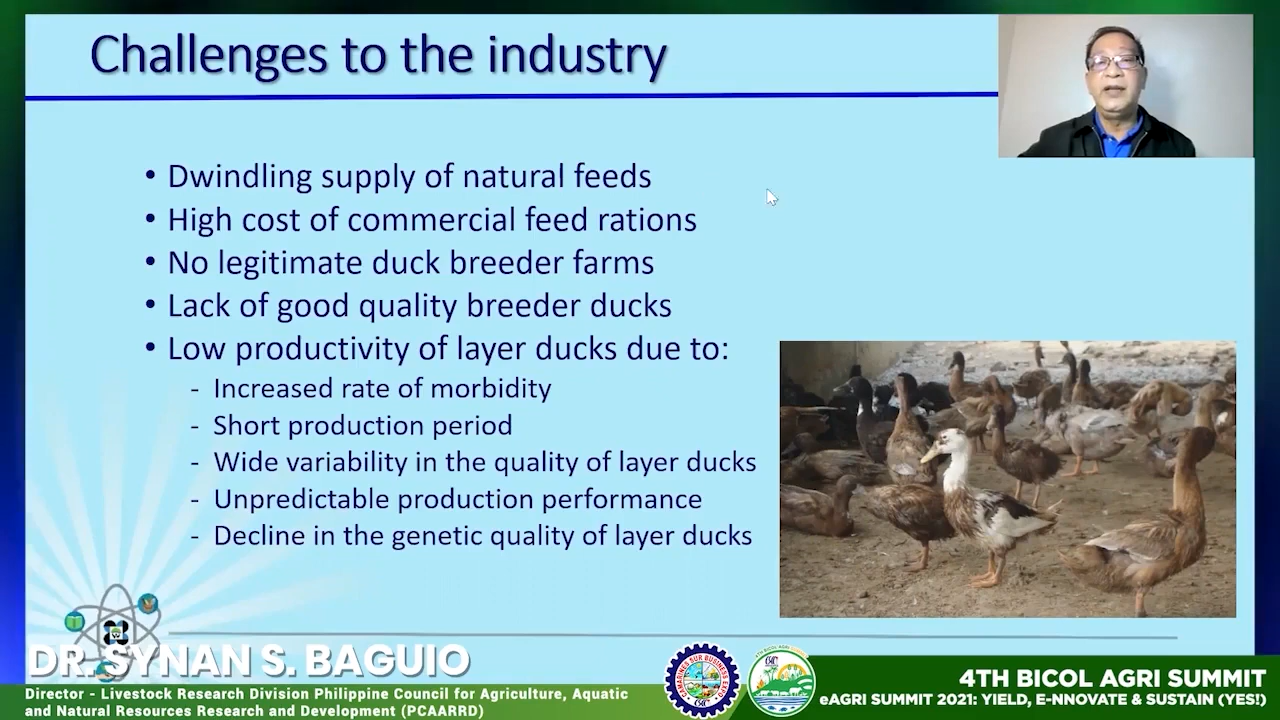 Challenges to the industry
• Dwindling supply of natural feeds
• High cost of commercial feed rations
• No legitimate duck breeder farms
• Lack of good quality breeder ducks
• Low productivity of layer ducks due to:
- Increased rate of morbidity
- Short production period
- Wide variability in the quality of layer ducks
- Unpredictable production performance
- Decline in the genetic quality of layer ducks
DR. SYNAN S. BAGUIO
Director - Livestock Research Division Philippine Council for Agriculture, Aquatic
and Natural Resources Research and Development (PCAARRD)
4TH BICOL AGRI SUMMIT
eAGRI SUMMIT 2021: YIELD, E-NNOVATE & SUSTAIN (YES!)